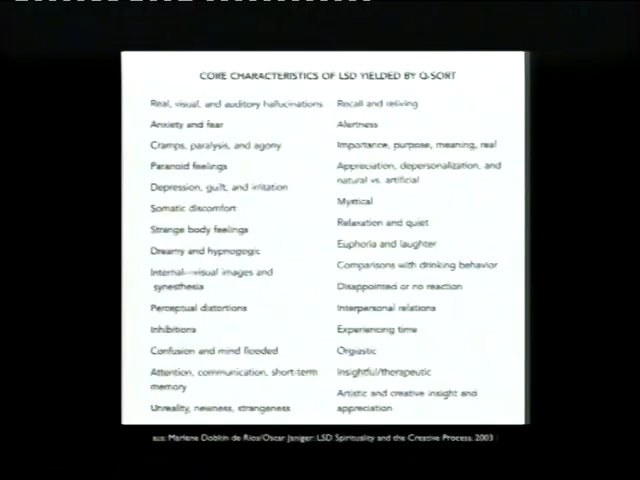 CORE CHARACTERISTICS OF LSD YIELDED BY Q-SORT
Real, visual, and auditory hallucinations
Anxiety and fear
Cramps, paralysis, and agony
Paranoid feelings
Depression, guilt, and irritation
Somatic discomfort
Strange body feelings
Dreamy and hypnogogic
Internal—visual images and
synesthesia
Perceptual distortions
Inhibitions
Confusion and mind flooded
Attention, communication, short-term
memory
Unreality, newness, strangeness
Recall and reliving
Alertness
Importance, purpose, meaning, real
Appreciation, depersonalization, and
natural vs. artificial
Mystical
Relaxation and quiet
Euphoria and laughter
Comparisons with drinking behavior
Disappointed or no reaction
Interpersonal relations
Experiencing time
Orgiastic
Insightful/therapeutic
Artistic and creative insight and
appreciation
aus: Marlene Dobkin de Rios/Oscar Janiger: LSD Spirituality and the Creative Process, 2003